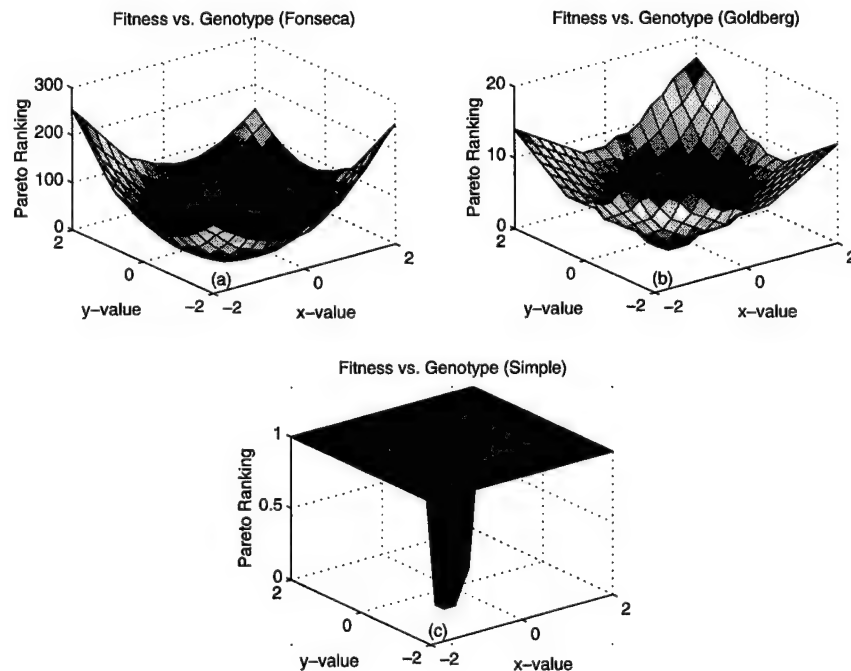 Fitness vs. Genotype (Fonseca)
300
200
100
0
Pareto Ranking
2
0
−2
y−value
−2
0
2
x−value
(a)
Fitness vs. Genotype (Goldberg)
20
10
0
Pareto Ranking
2
0
−2
y−value
−2
0
2
x−value
(b)
Fitness vs. Genotype (Simple)
1
0.5
0
Pareto Ranking
2
0
−2
y−value
−2
0
2
x−value
(c)